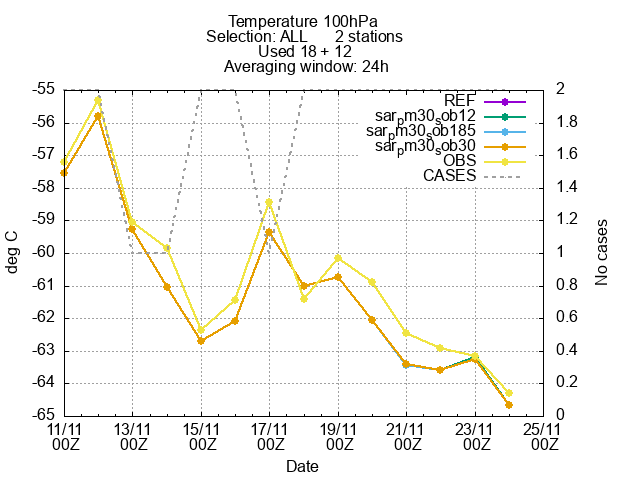 Temperature 100hPa
Selection: ALL 2 stations
Used 18 + 12
Averaging window: 24h
-55
-56
-57
-58
-59
-60
-61
-62
-63
-64
-65
deg C
REF
sarpm30sob12
sarpm30sob185
sarpm30sob30
OBS
CASES
2
1.8
1.6
1.4
1.2
1
0.8
0.6
0.4
0.2
0
No cases
11/11 13/11 15/11 17/11 19/11 21/11 23/11 25/11
00Z 00Z 00Z 00Z 00Z 00Z 00Z 00Z
Date